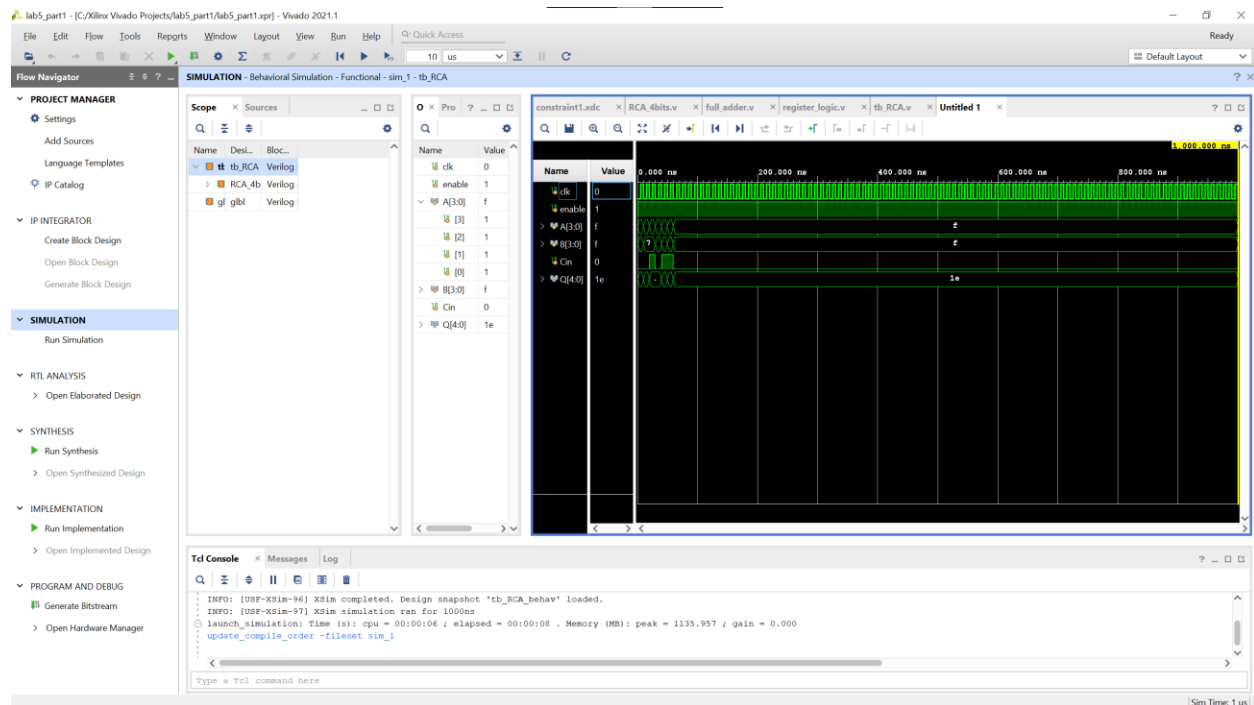 lab5_part1 - [C:/Xilinx Vivado Projects/lab5_part1/lab5_part1.xpr] - Vivado 2021.1
File Edit Flow Tools Reports Window Layout View Run Help Quick Access Ready
10 us Default Layout
Flow Navigator
SIMULATION - Behavioral Simulation - Functional - sim_1 - tb_RCA
PROJECT MANAGER
Settings
Add Sources
Language Templates
IP Catalog
IP INTEGRATOR
Create Block Design
Open Block Design
Generate Block Design
SIMULATION
Run Simulation
RTL ANALYSIS
Open Elaborated Design
SYNTHESIS
Run Synthesis
Open Synthesized Design
IMPLEMENTATION
Run Implementation
Open Implemented Design
PROGRAM AND DEBUG
Generate Bitstream
Open Hardware Manager
Scope Sources
Name Desi... Bloc...
tb_RCA Verilog
RCA_4b Verilog
gl glbl Verilog
O Pro
Name Value
clk 0
enable 1
A[3:0] f
[3] 1
[2] 1
[1] 1
[0] 1
B[3:0] f
Cin 0
Q[4:0] 1e
constraint1.xdc RCA_4bits.v full_adder.v register_logic.v tb_RCA.v Untitled 1
1,000.000 ns
Name Value 0.000 ns 200.000 ns 400.000 ns 600.000 ns 800.000 ns
clk 0
enable 1
A[3:0] f f
B[3:0] f 7 f
Cin 0
Q[4:0] 1e 1e
Tcl Console Messages Log
INFO: [USF-XSim-96] XSim completed. Design snapshot 'tb_RCA_behav' loaded.
INFO: [USF-XSim-97] XSim simulation ran for 1000ns
launch_simulation: Time (s): cpu = 00:00:06 ; elapsed = 00:00:08 . Memory (MB): peak = 1135.957 ; gain = 0.000
update_compile_order -fileset sim_1
Type a Tcl command here
Sim Time: 1 us